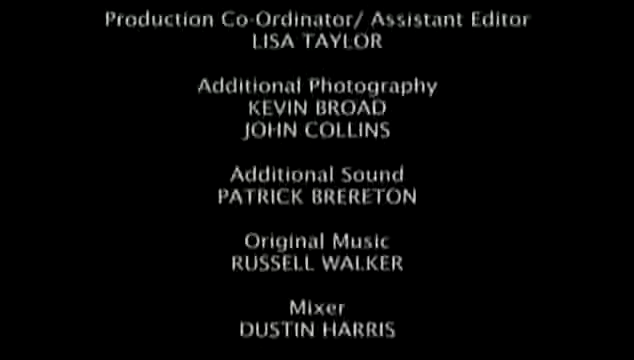 Production Co-Ordinator/ Assistant Editor
LISA TAYLOR
Additional Photography
KEVIN BROAD
JOHN COLLINS
Additional Sound
PATRICK BRERETON
Original Music
RUSSELL WALKER
Mixer
DUSTIN HARRIS